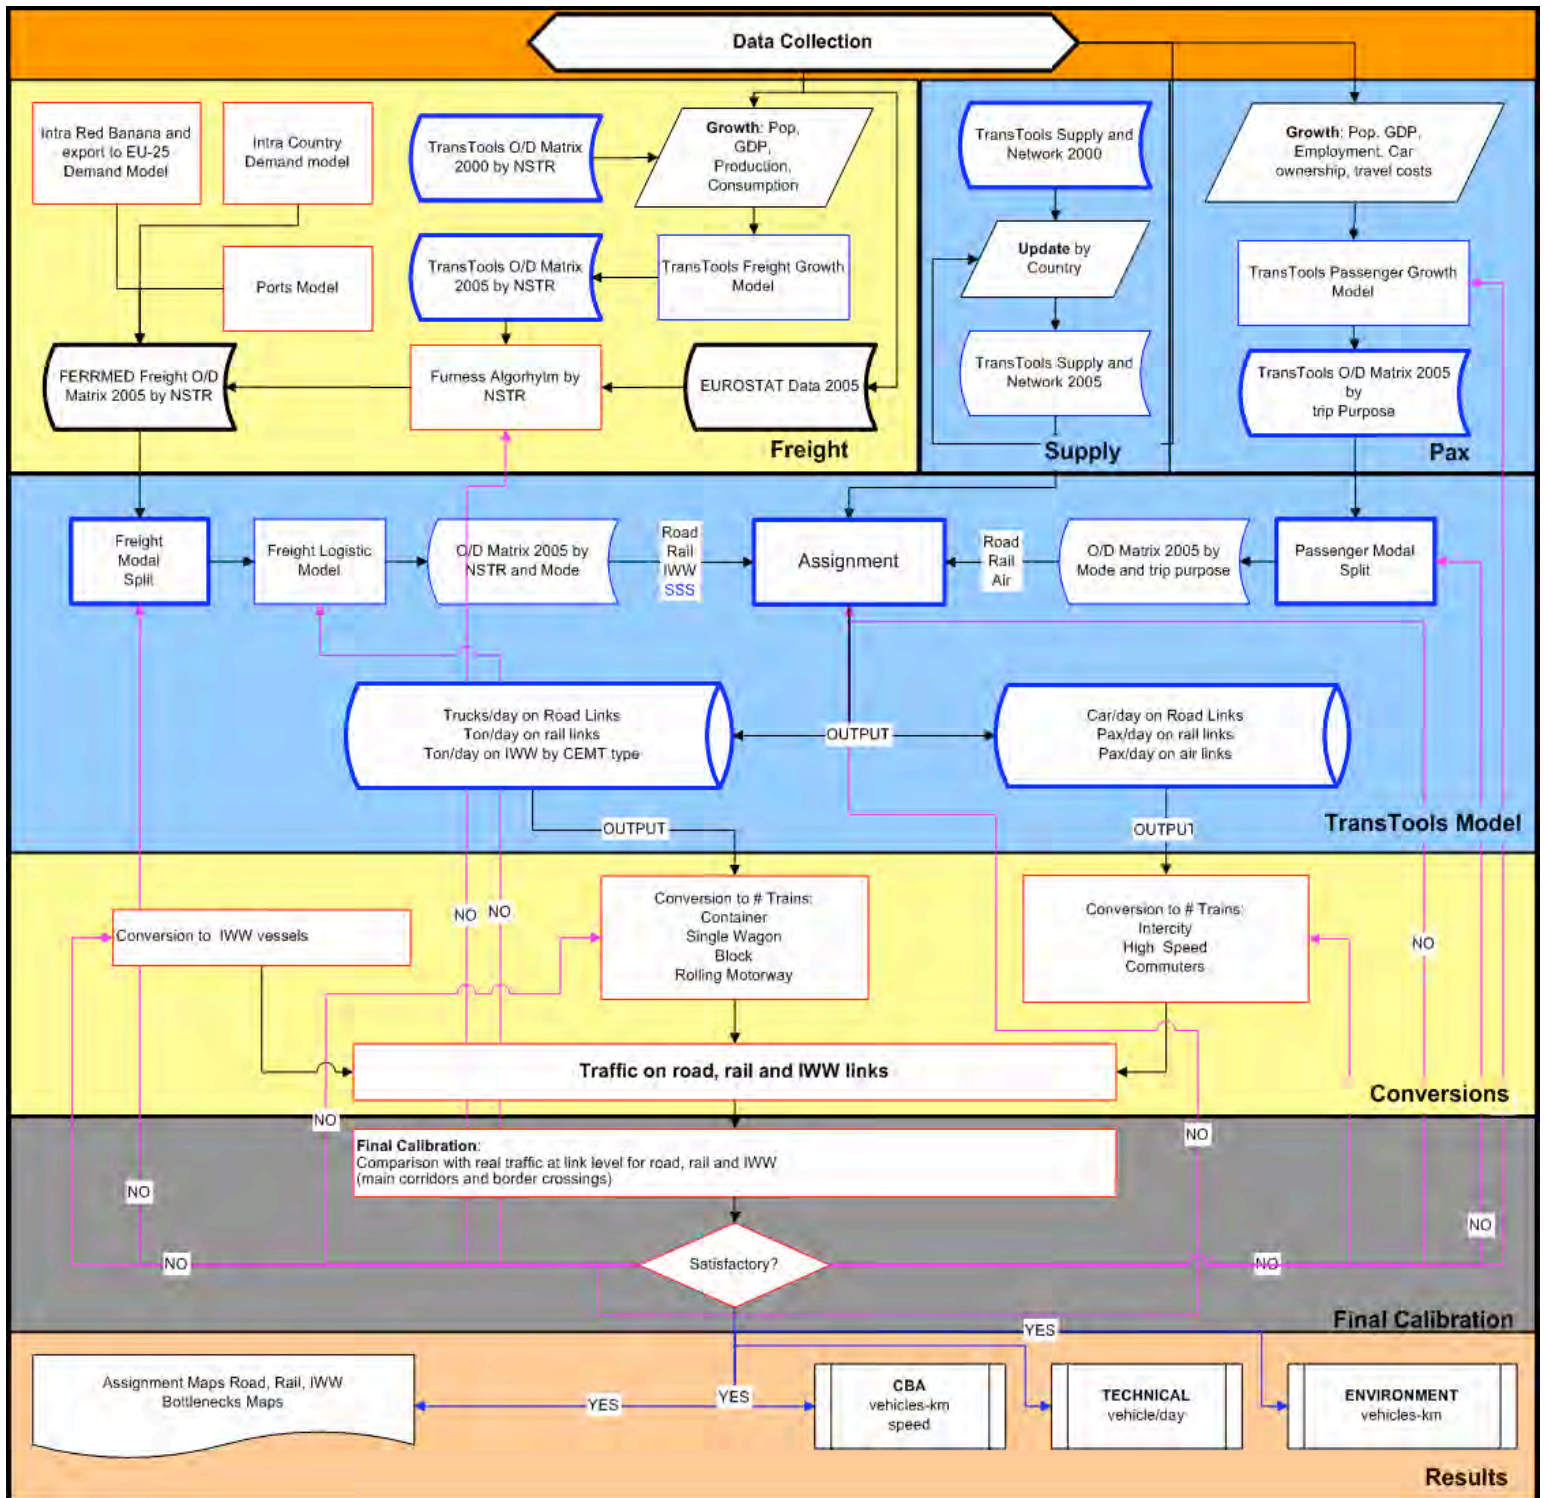 Data Collection
Intra Red Banana and
export to EU-25
Demand Model
Intra Country
Demand model
Ports Model
TransTools O/D Matrix
2000 by NSTR
Growth: Pop,
GDP,
Production,
Consumption
TransTools O/D Matrix
2005 by NSTR
TransTools Freight Growth
Model
FERRMED Freight O/D
Matrix 2005 by NSTR
Furness Algorhytm by
NSTR
EUROSTAT Data 2005
Freight
TransTools Supply and
Network 2000
Update by
Country
TransTools Supply and
Network 2005
Supply
Growth: Pop. GDP,
Employment. Car
ownership, travel costs
TransTools Passenger Growth
Model
TransTools O/D Matrix 2005
by
trip Purpose
Pax
Freight
Modal
Split
Freight Logistic
Model
O/D Matrix 2005 by
NSTR and Mode
Road
Rail
IWW
SSS
Assignment
Road
Rail
Air
O/D Matrix 2005 by
Mode and trip purpose
Passenger Modal
Split
Trucks/day on Road Links
Ton/day on rail links
Ton/day on IWW by CEMT type
OUTPUT
Car/day on Road Links
Pax/day on rail links
Pax/day on air links
OUTPUT
OUTPUT
TransTools Model
Conversion to IWW vessels
NO
NO
Conversion to # Trains:
Container
Single Wagon
Block
Rolling Motorway
Conversion to # Trains:
Intercity
High Speed
Commuters
NO
Traffic on road, rail and IWW links
Conversions
NO
Final Calibration:
Comparison with real traffic at link level for road, rail and IWW
(main corridors and border crossings)
NO
NO
NO
NO
Satisfactory?
NO
Final Calibration
YES
Assignment Maps Road, Rail, IWW
Bottlenecks Maps
YES
YES
CBA
vehicles-km
speed
TECHNICAL
vehicle/day
ENVIRONMENT
vehicles-km
Results